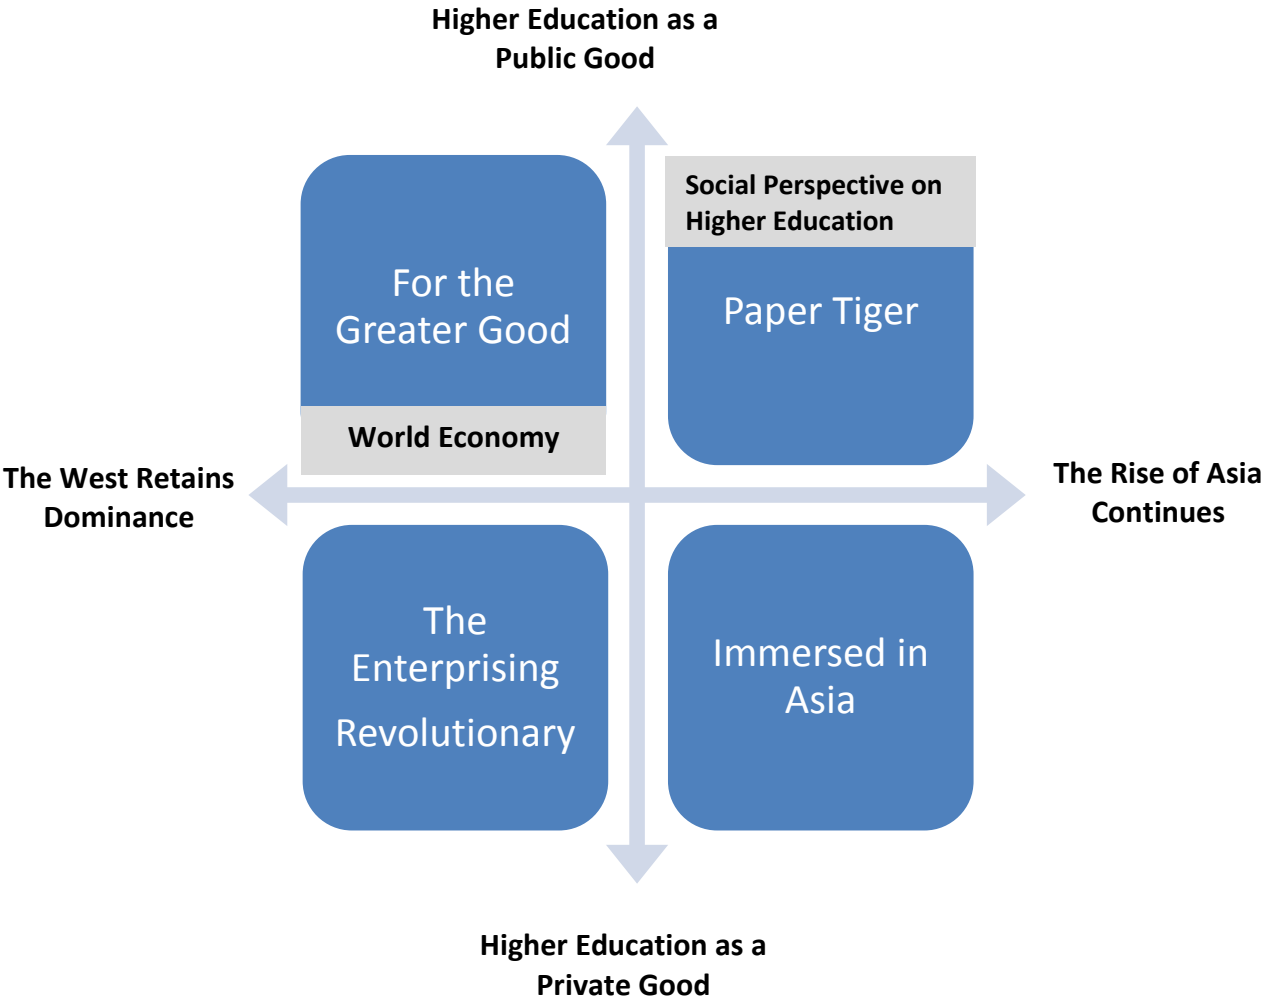 Higher Education as a
Public Good
Social Perspective on
Higher Education
For the
Greater Good
Paper Tiger
World Economy
The West Retains
Dominance
The Rise of Asia
Continues
The
Enterprising
Revolutionary
Immersed in
Asia
Higher Education as a
Private Good